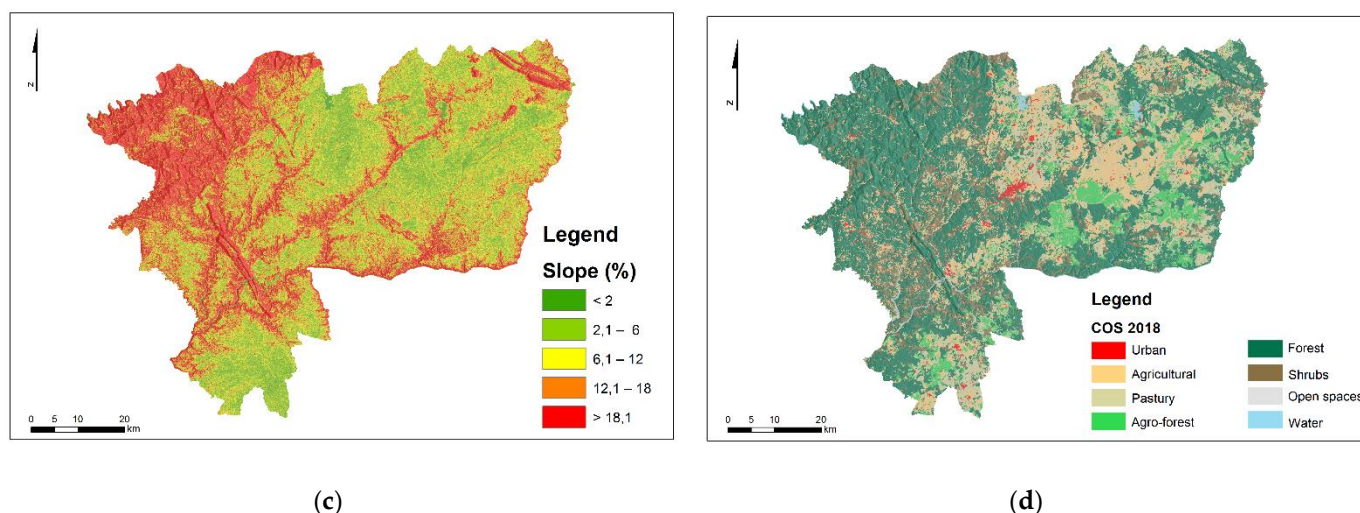 N
Legend
Slope (%)
< 2
2,1 – 6
6,1 – 12
12,1 – 18
> 18,1
0 5 10 20
km
(c)
N
Legend
COS 2018
Urban
Agricultural
Pastury
Agro-forest
Forest
Shrubs
Open spaces
Water
0 5 10 20
km
(d)